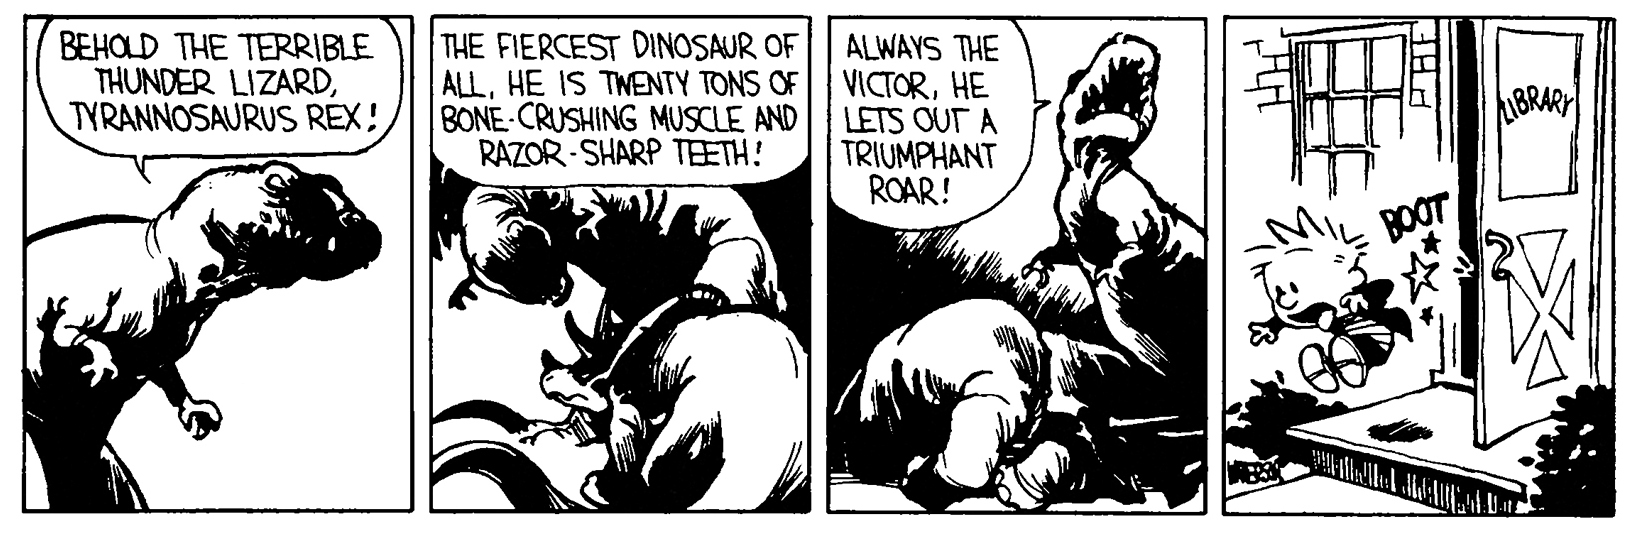 BEHOLD THE TERRIBLE
THUNDER LIZARD,
TYRANNOSAURUS REX!
THE FIERCEST DINOSAUR OF
ALL, HE IS TWENTY TONS OF
BONE-CRUSHING MUSCLE AND
RAZOR-SHARP TEETH!
ALWAYS THE
VICTOR, HE
LETS OUT A
TRIUMPHANT
ROAR!
BOOT
LIBRARY